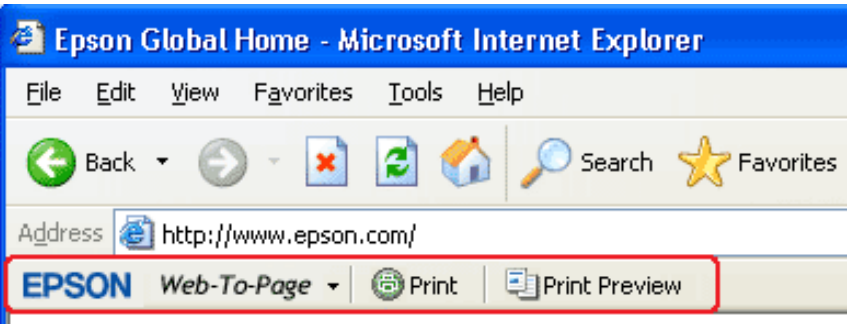 Epson Global Home - Microsoft Internet Explorer
File Edit View Favorites Tools Help
Back Search Favorites
Address http://www.epson.com/
EPSON Web-To-Page Print Print Preview